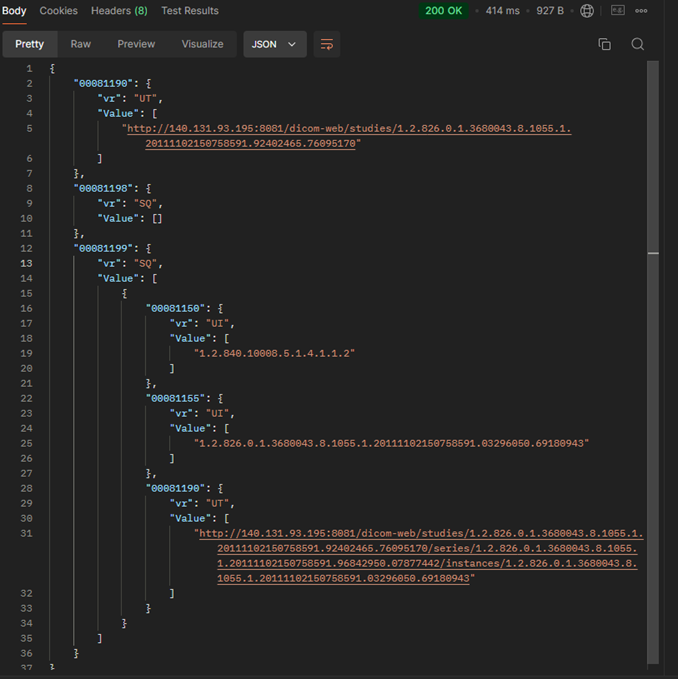 Body Cookies Headers (8) Test Results 200 OK 414 ms 927 B
Pretty Raw Preview Visualize JSON
1 {
2 "00081190": {
3 "vr": "UT",
4 "Value": [
5 "http://140.131.93.195:8081/dicom-web/studies/1.2.826.0.1.3680043.8.1055.1.
20111102150758591.92402465.76095170"
6 ]
7 },
8 "00081198": {
9 "vr": "SQ",
10 "Value": []
11 },
12 "00081199": {
13 "vr": "SQ",
14 "Value": [
15 {
16 "00081150": {
17 "vr": "UI",
18 "Value": [
19 "1.2.840.10008.5.1.4.1.1.2"
20 ]
21 },
22 "00081155": {
23 "vr": "UI",
24 "Value": [
25 "1.2.826.0.1.3680043.8.1055.1.20111102150758591.03296050.69180943"
26 ]
27 },
28 "00081190": {
29 "vr": "UT",
30 "Value": [
31 "http://140.131.93.195:8081/dicom-web/studies/1.2.826.0.1.3680043.8.1055.1.
20111102150758591.92402465.76095170/series/1.2.826.0.1.3680043.8.1055.
1.20111102150758591.96842950.07877442/instances/1.2.826.0.1.3680043.8.
1055.1.20111102150758591.03296050.69180943"
32 ]
33 }
34 }
35 ]
36 }
37 }